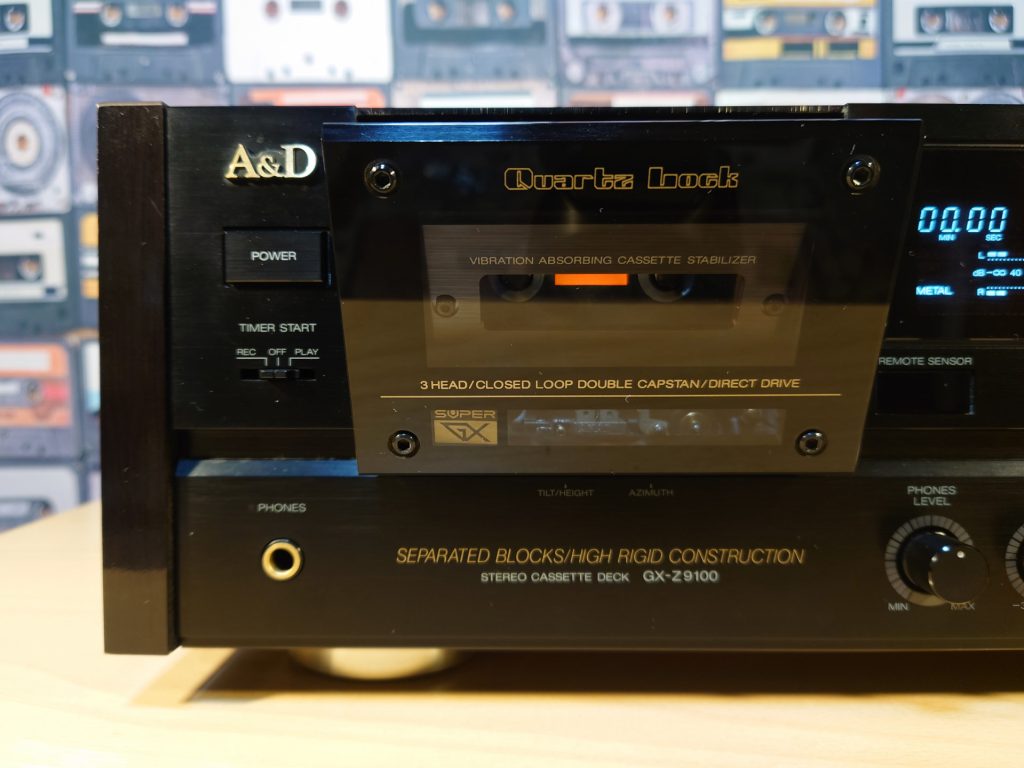 A&D
Quartz Lock
POWER
VIBRATION ABSORBING CASSETTE STABILIZER
00.00
MIN SEC
L
dB -∞ 40
METAL R
TIMER START
REC OFF PLAY
3 HEAD/CLOSED LOOP DOUBLE CAPSTAN/DIRECT DRIVE
REMOTE SENSOR
SUPER
GX
TILT/HEIGHT AZIMUTH
PHONES
PHONES
LEVEL
SEPARATED BLOCKS/HIGH RIGID CONSTRUCTION
STEREO CASSETTE DECK GX-Z9100
MIN MAX